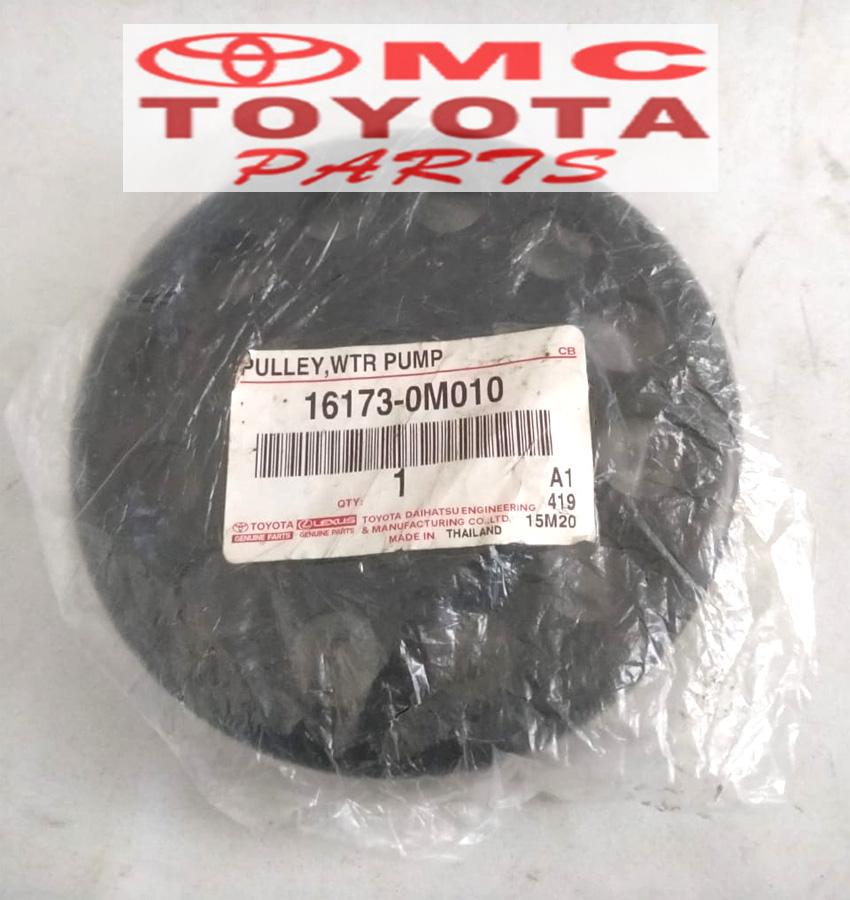 MC
TOYOTA
PARTS
PULLEY,WTR PUMP CB
16173-0M010
QTY: 1 A1
419
TOYOTA LEXUS TOYOTA DAIHATSU ENGINEERING
GENUINE PARTS GENUINE PARTS & MANUFACTURING CO.,LTD. 15M20
MADE IN THAILAND